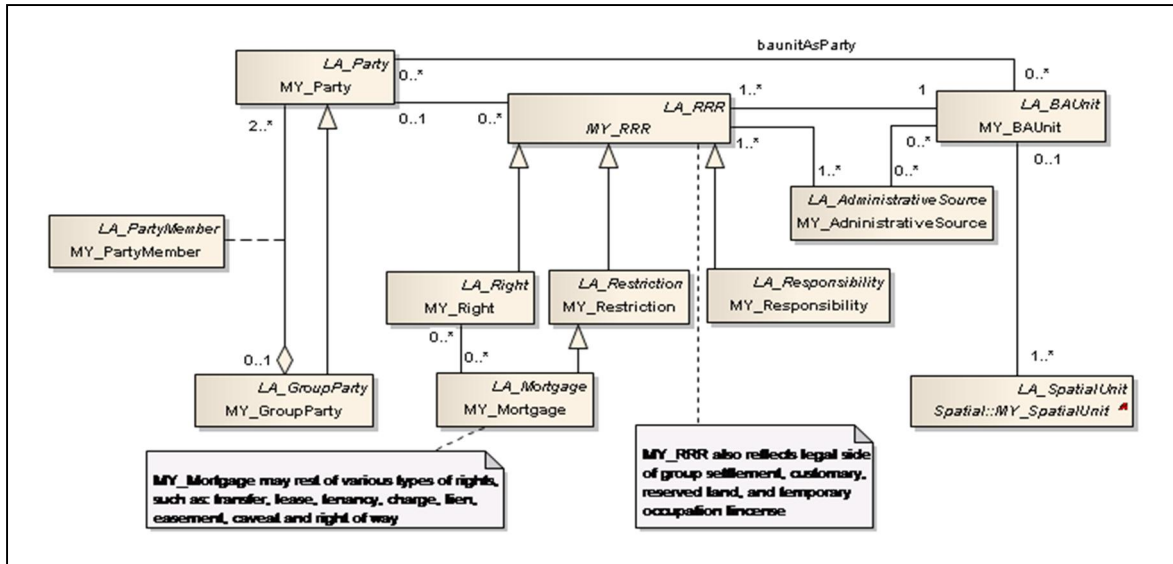 baunitAsParty
LA_Party
MY_Party
0..*
0..*
2..*
0..1
0..*
LA_RRR
MY_RRR
1..*
1
1..*
LA_BAUnit
MY_BAUnit
0..*
0..1
1..*
0..*
LA_AdministrativeSource
MY_AdninistrativeSource
LA_PartyMember
MY_PartyMember
LA_Right
MY_Right
LA_Restriction
MY_Restriction
LA_Responsibility
MY_Responsibility
0..*
0..*
0..1
1..*
LA_GroupParty
MY_GroupParty
LA_Mortgage
MY_Mortgage
LA_SpatialUnit
Spatial::MY_SpatialUnit
MY_Mortgage may rest of various types of rights,
such as: transfer, lease, tenancy, charge, lien,
easement, caveat and right of way
MY_RRR also reflects legal side
of group settlement, customary,
reserved land, and temporary
occupation lincense